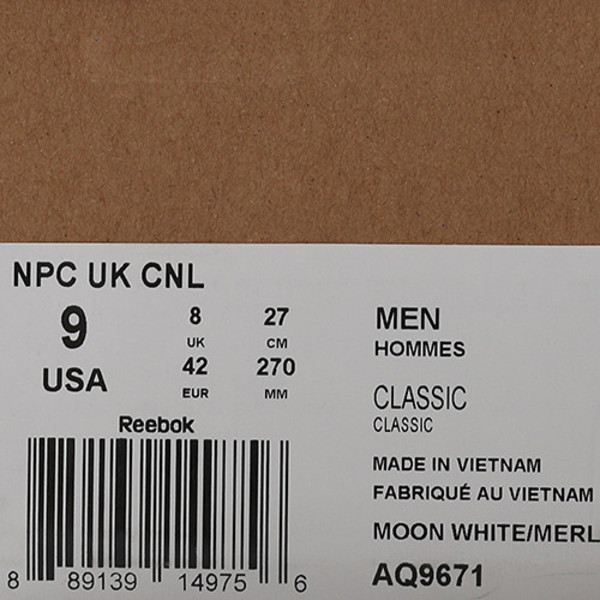 NPC UK CNL
9
USA
8
UK
42
EUR
27
CM
270
MM
Reebok
8 89139 14975 6
MEN
HOMMES
CLASSIC
CLASSIC
MADE IN VIETNAM
FABRIQUÉ AU VIETNAM
MOON WHITE/MERL
AQ9671